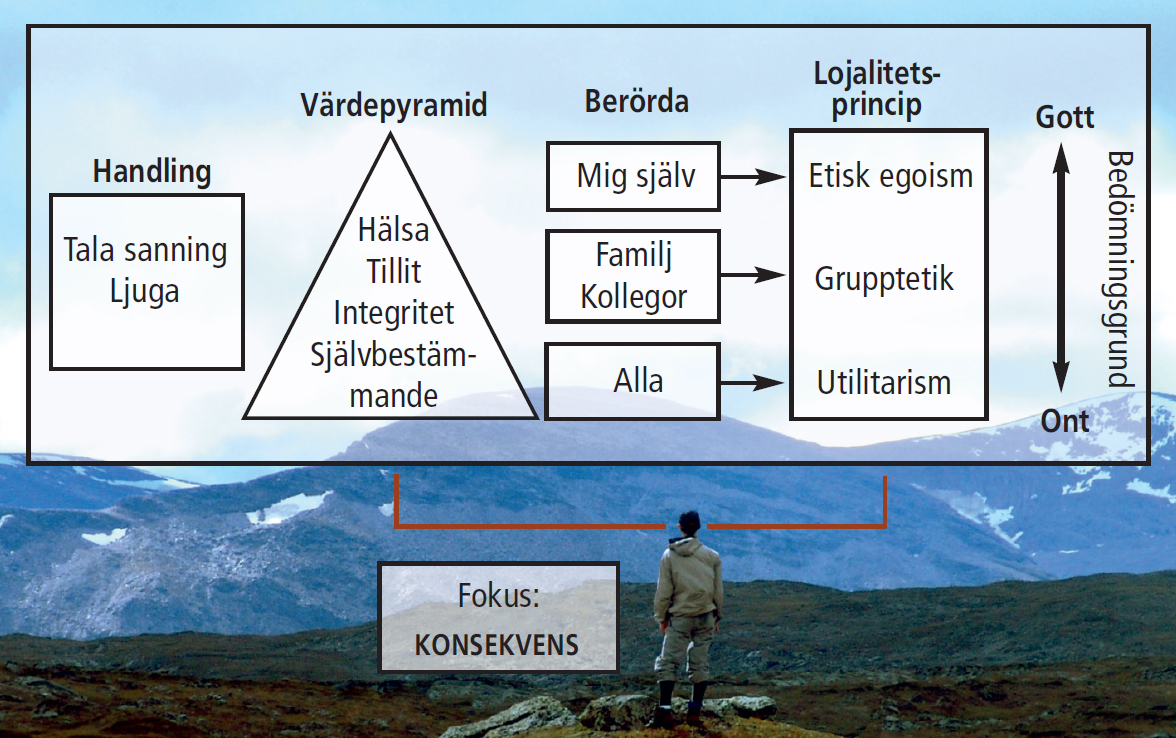 Handling
Tala sanning
Ljuga
Värdepyramid
Hälsa
Tillit
Integritet
Självbestäm-
mande
Berörda
Mig själv
Familj
Kollegor
Alla
Lojalitets-
princip
Etisk egoism
Grupptetik
Utilitarism
Gott
Bedömningsgrund
Ont
Fokus:
KONSEKVENS